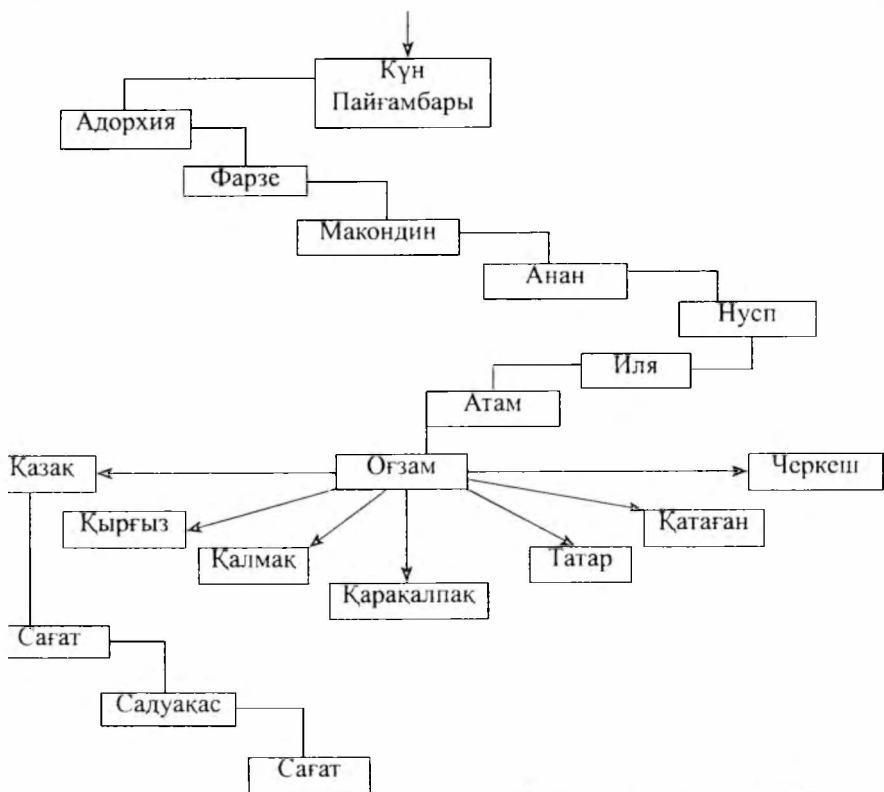 Күн
Пайғамбары
Адорхия
Фарзе
Макондин
Анан
Нусп
Иля
Атам
Қазақ
Оғзам
Черкеш
Қырғыз
Қатаған
Қалмақ
Татар
Қарақалпақ
Сағат
Садуақас
Сағат